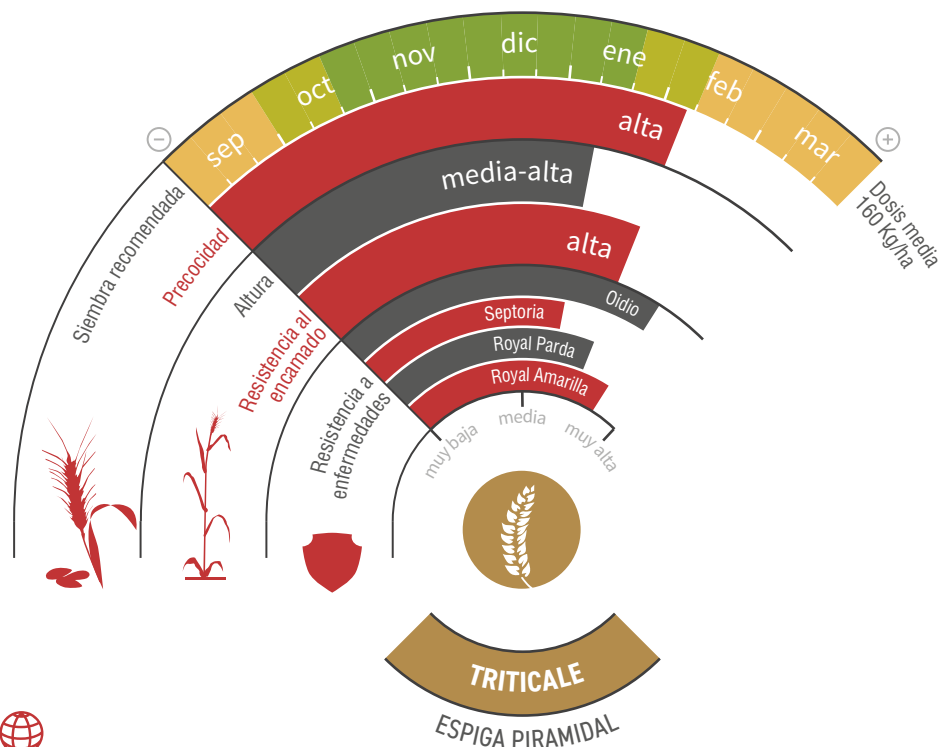 sep
oct
nov
dic
ene
feb
mar
Dosis media
160 Kg/ha
Siembra recomendada
Precocidad
alta
Altura
media-alta
Resistencia al
encamado
alta
Resistencia a
enfermedades
Oidio
Septoria
Royal Parda
Royal Amarilla
muy baja
media
muy alta
TRITICALE
ESPIGA PIRAMIDAL